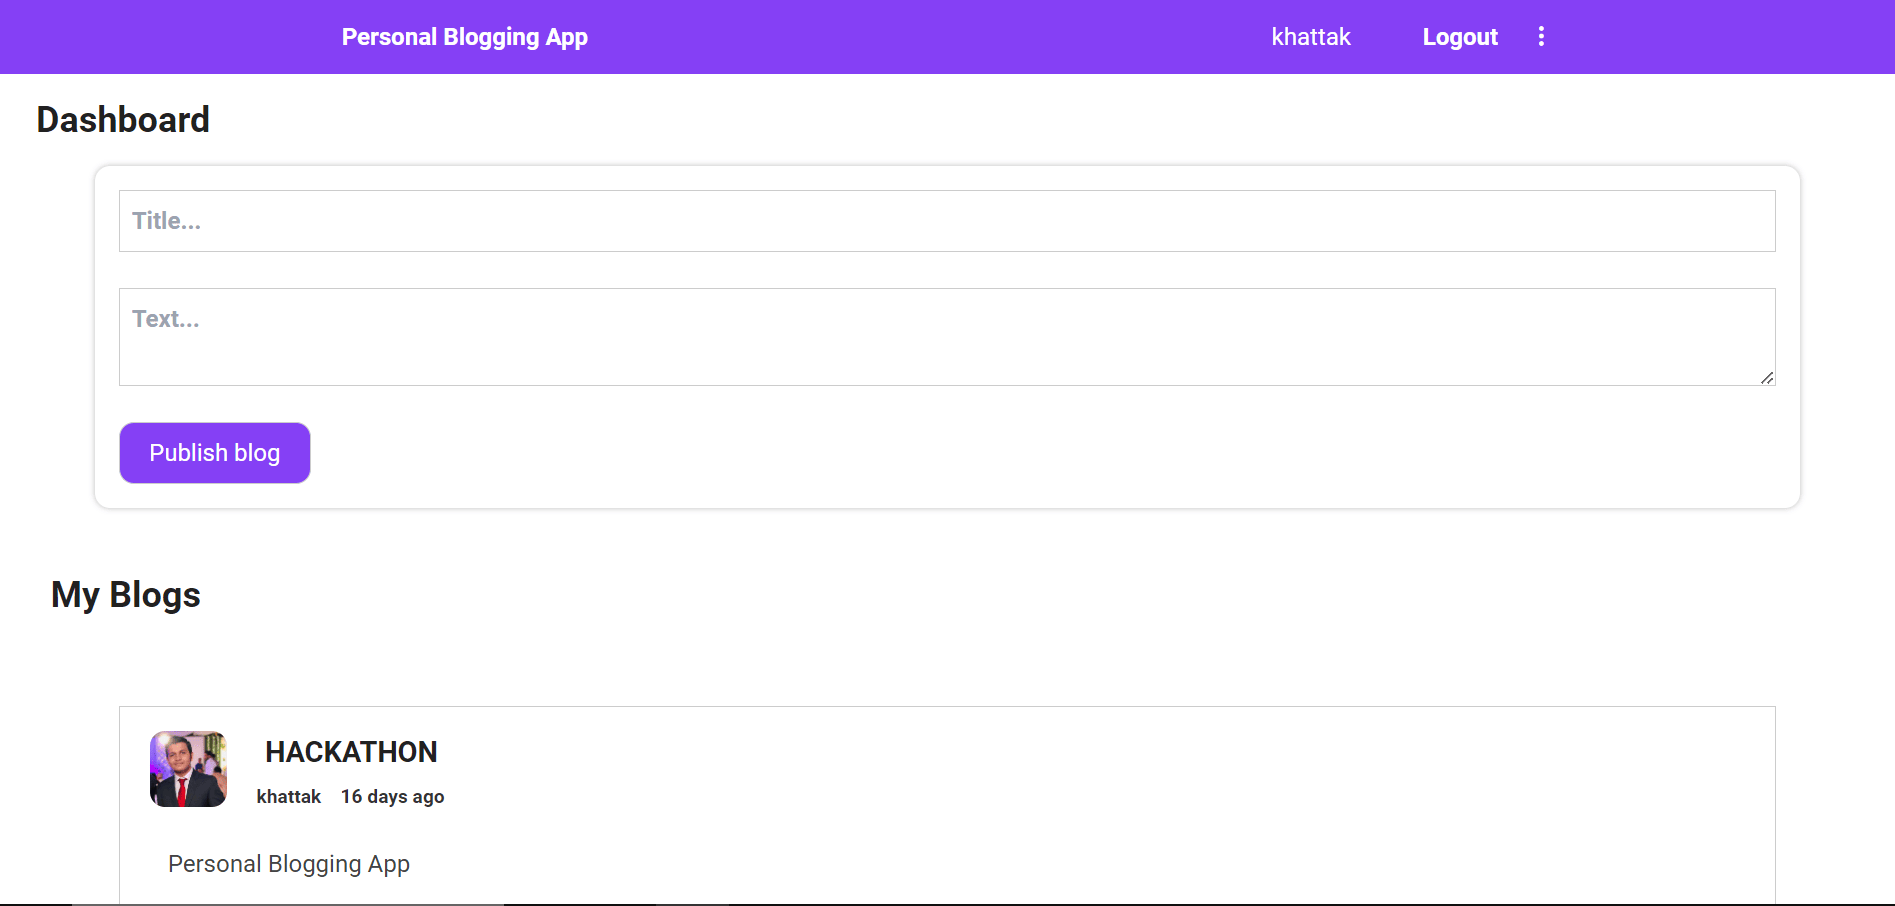 Personal Blogging App khattak Logout
Dashboard
Title...
Text...
Publish blog
My Blogs
HACKATHON
khattak 16 days ago
Personal Blogging App